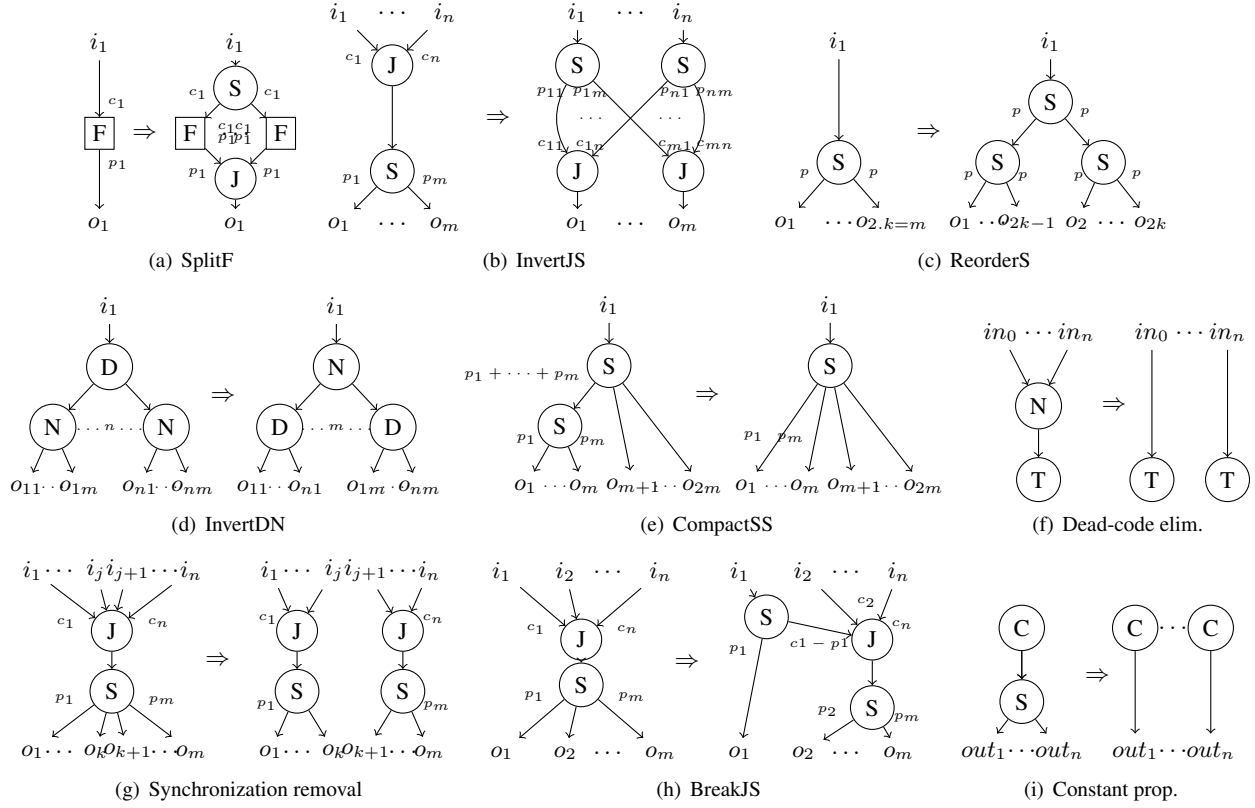 i₁ i₁ i₁ ⋯ iₙ i₁ ⋯ iₙ i₁ i₁
c₁ F p₁ o₁ ⇒ S c₁ c₁ F F c₁ c₁ p₁ p₁ p₁ J p₁ o₁
(a) SplitF
c₁ J cₙ S p₁ pₘ o₁ ⋯ oₘ ⇒ S S p₁₁ p₁ₘ pₙ₁ pₙₘ ⋯ ⋯ c₁₁ c₁ₙ cₘ₁ cₘₙ J J o₁ ⋯ oₘ
(b) InvertJS
S p p o₁ ⋯ o₂.ₖ₌ₘ ⇒ S p p S S p p p p o₁ ⋯ o₂ₖ₋₁ o₂ ⋯ o₂ₖ
(c) ReorderS
i₁ D N ⋯ n ⋯ N o₁₁ ⋯ o₁ₘ oₙ₁ ⋯ oₙₘ ⇒ i₁ N D ⋯ m ⋯ D o₁₁ ⋯ oₙ₁ o₁ₘ ⋯ oₙₘ
(d) InvertDN
i₁ S p₁ + ⋯ + pₘ S p₁ pₘ o₁ ⋯ oₘ oₘ₊₁ ⋯ o₂ₘ ⇒ i₁ S p₁ pₘ o₁ ⋯ oₘ oₘ₊₁ ⋯ o₂ₘ
(e) CompactSS
in₀ ⋯ inₙ N T ⇒ in₀ ⋯ inₙ T T
(f) Dead-code elim.
i₁ ⋯ iⱼ iⱼ₊₁ ⋯ iₙ c₁ J cₙ S p₁ pₘ o₁ ⋯ oₖ oₖ₊₁ ⋯ oₘ ⇒ i₁ ⋯ iⱼ iⱼ₊₁ ⋯ iₙ c₁ J J cₙ p₁ S S pₘ o₁ ⋯ oₖ oₖ₊₁ ⋯ oₘ
(g) Synchronization removal
i₁ i₂ ⋯ iₙ c₁ J cₙ S p₁ pₘ o₁ o₂ ⋯ oₘ ⇒ i₁ i₂ ⋯ iₙ S c₂ cₙ J p₁ c1 − p1 S p₂ pₘ o₁ o₂ ⋯ oₘ
(h) BreakJS
C S out₁ ⋯ outₙ ⇒ C ⋯ C out₁ ⋯ outₙ
(i) Constant prop.